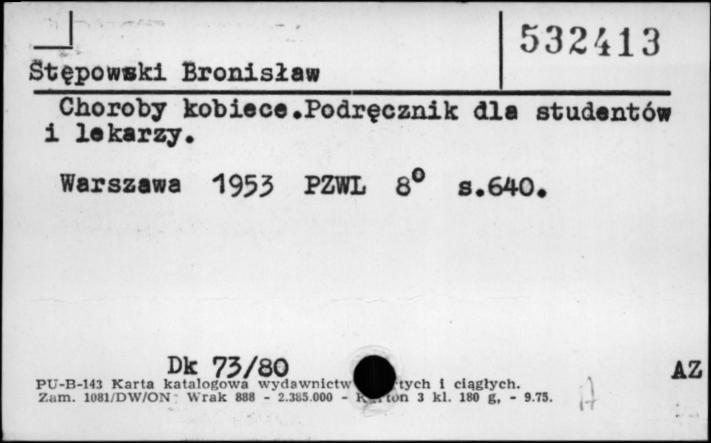 532413
Stępowski Bronisław
Choroby kobiece.Podręcznik dla studentów
i lekarzy.
Warszawa 1953 PZWL 8° s.640.
Dk 73/80
AZ
PU-B-143 Karta katalogowa wydawnictw tych i ciągłych.
Zam. 1081/DW/ON Wrak 888 - 2.385.000 - Karton 3 kl. 180 g, - 9.75.